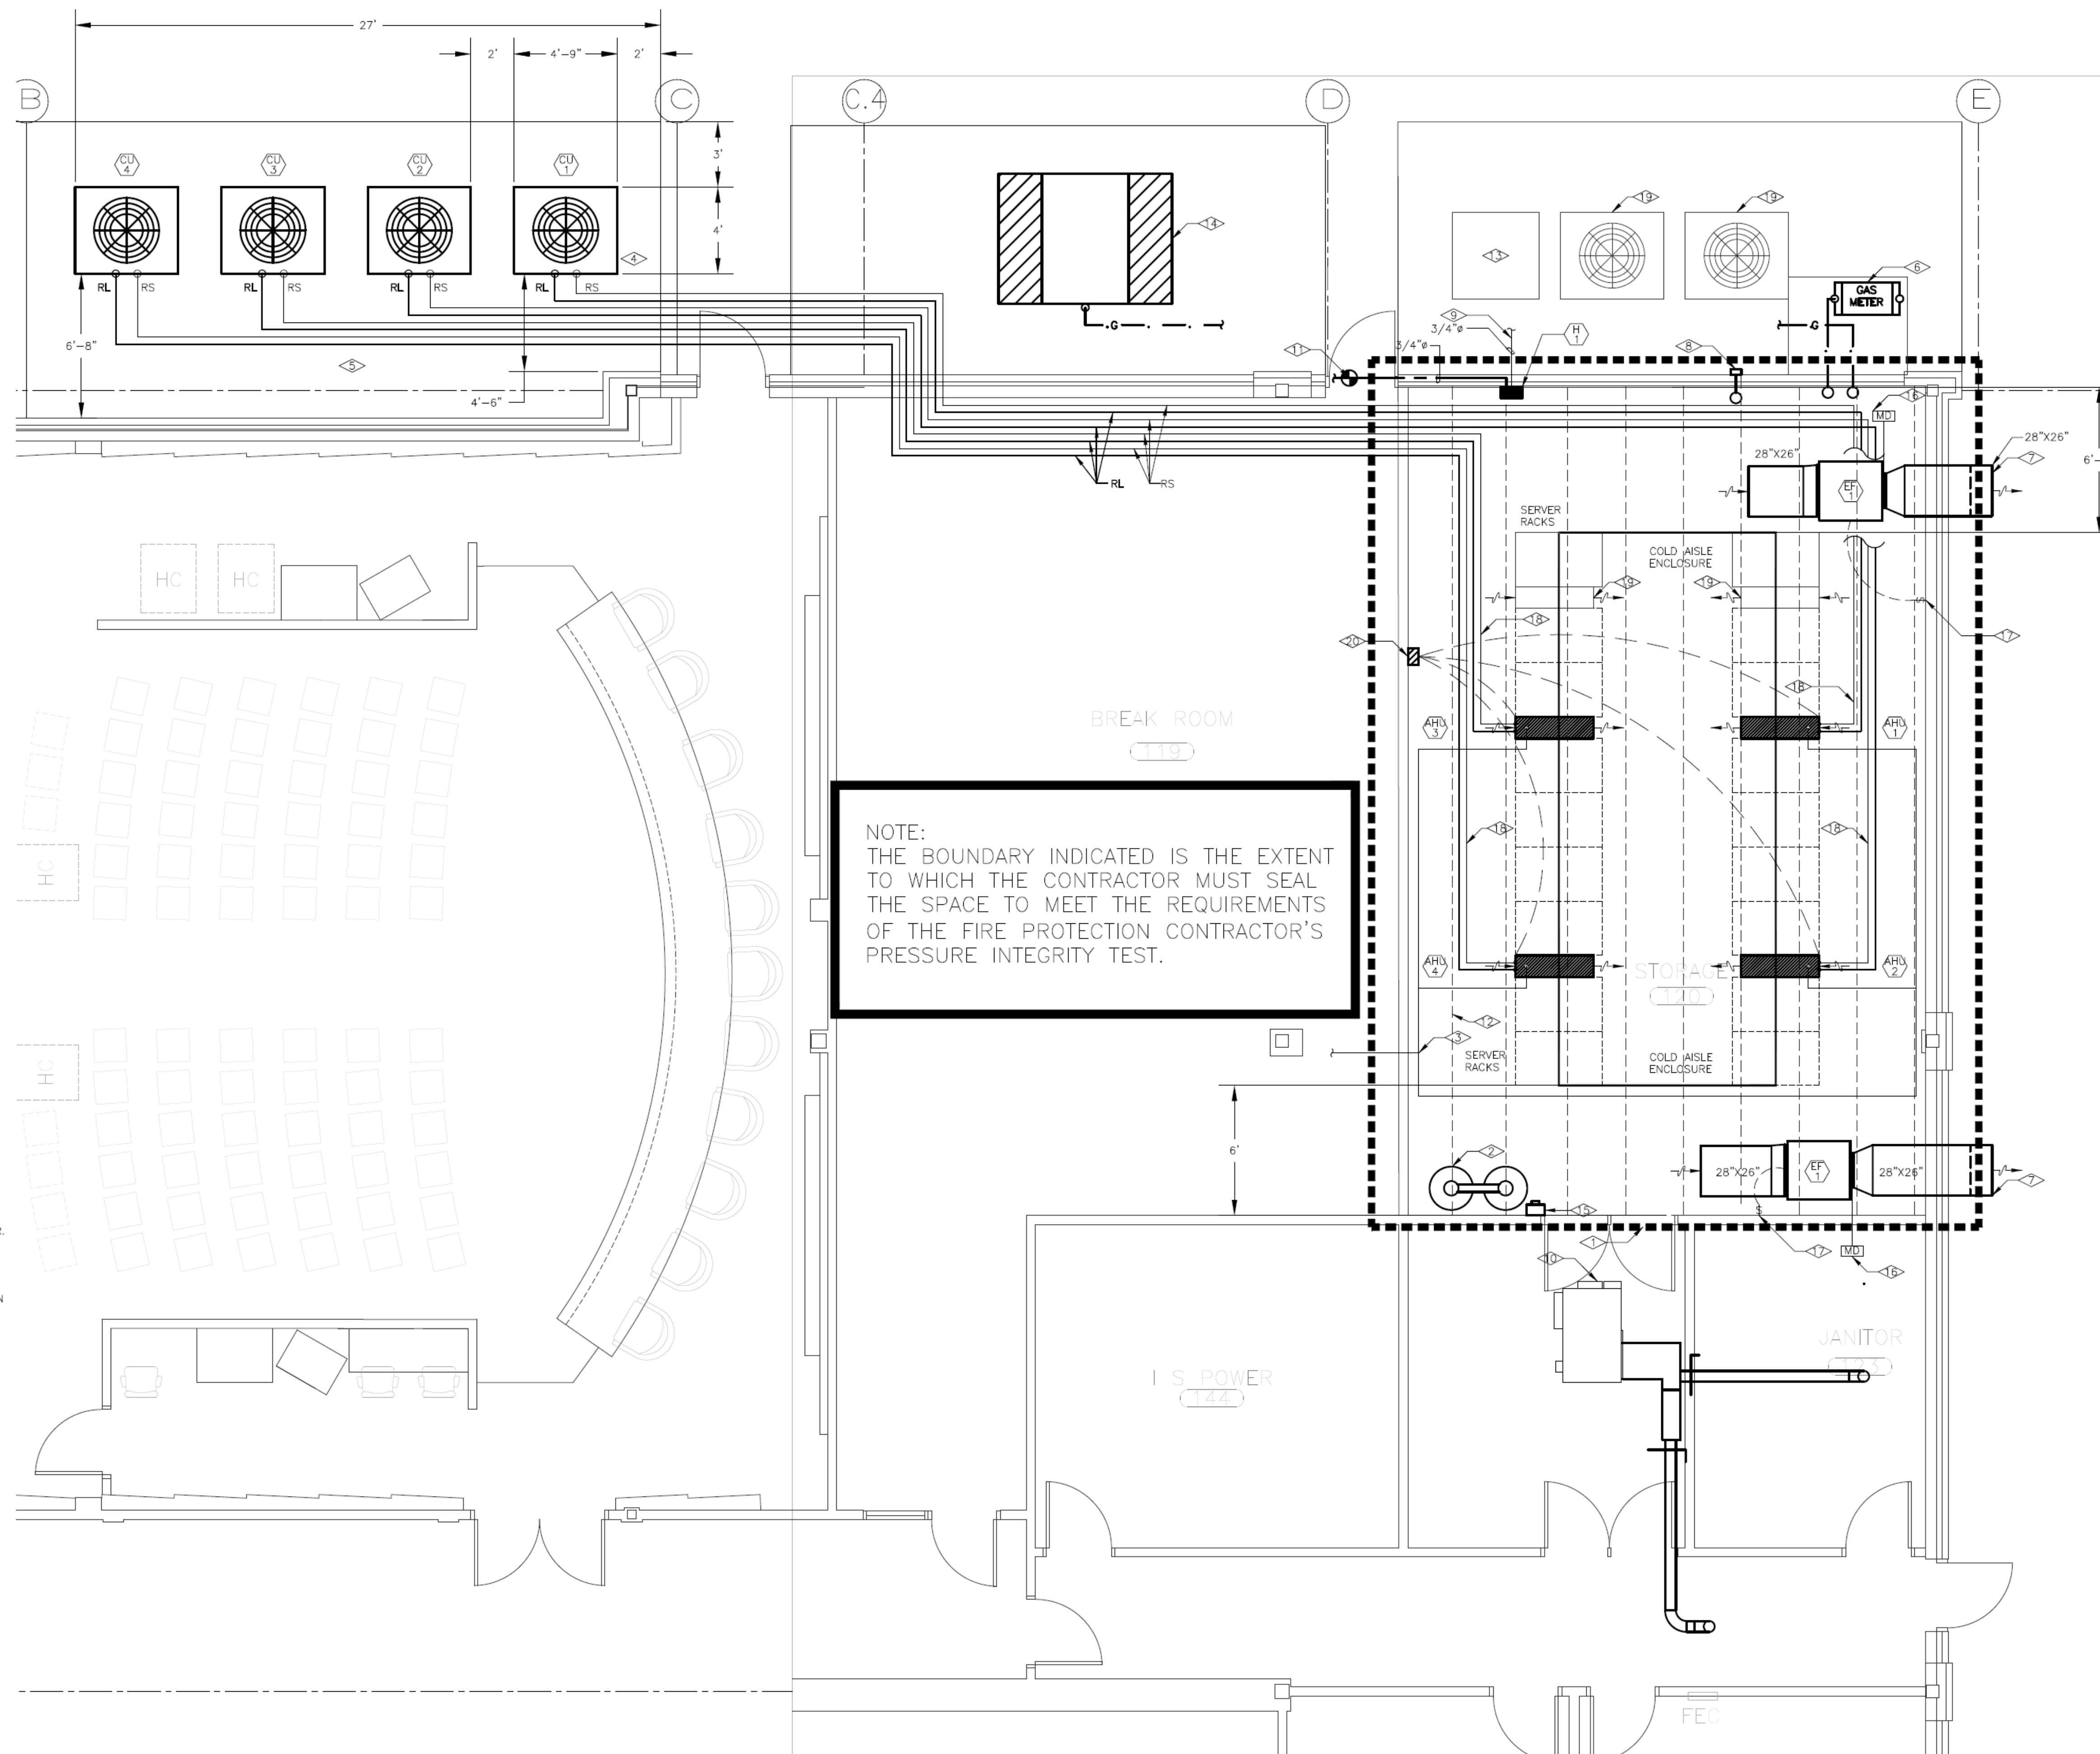 27'
2'
4'-9"
2'
B
C
C.4
D
E
CU
4
CU
3
CU
2
CU
1
3'
4'
4
RL
RS
RL
RS
RL
RS
RL
RS
6'-8"
5
4'-6"
14
.G
19
19
13
6
GAS
METER
G
9
3/4"ø
H
1
3/4"ø
11
8
16
MD
28"X26"
28"X26"
7
EF
1
6'-
RL
RS
SERVER
RACKS
COLD AISLE
ENCLOSURE
HC
HC
19
19
18
17
20
18
BREAK ROOM
119
AHU
3
AHU
1
NOTE:
THE BOUNDARY INDICATED IS THE EXTENT
TO WHICH THE CONTRACTOR MUST SEAL
THE SPACE TO MEET THE REQUIREMENTS
OF THE FIRE PROTECTION CONTRACTOR'S
PRESSURE INTEGRITY TEST.
18
18
HC
AHU
4
AHU
2
STORAGE
120
12
3
SERVER
RACKS
COLD AISLE
ENCLOSURE
HC
6'
2
28"X26"
EF
1
28"X26"
7
15
S
R.
1
17
MD
16
10
N
JANITOR
123
I S POWER
144
FEC